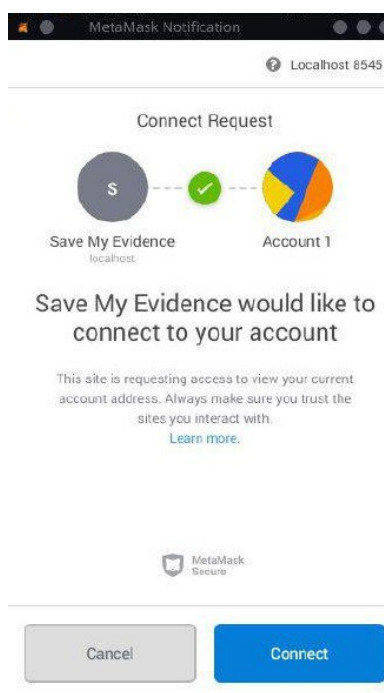 MetaMask Notification
Localhost 8545
Connect Request
S
Save My Evidence
localhost
Account 1
Save My Evidence would like to
connect to your account
This site is requesting access to view your current
account address. Always make sure you trust the
sites you interact with.
Learn more.
MetaMask
Secure
Cancel
Connect